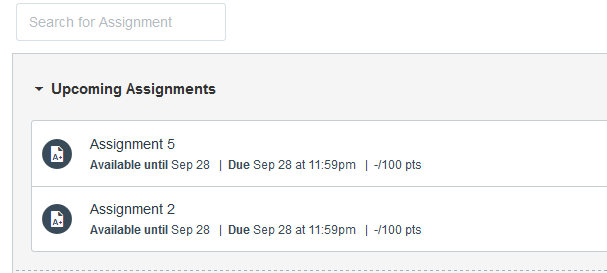 Search for Assignment
Upcoming Assignments
A+
Assignment 5
Available until Sep 28 | Due Sep 28 at 11:59pm | -/100 pts
A+
Assignment 2
Available until Sep 28 | Due Sep 28 at 11:59pm | -/100 pts